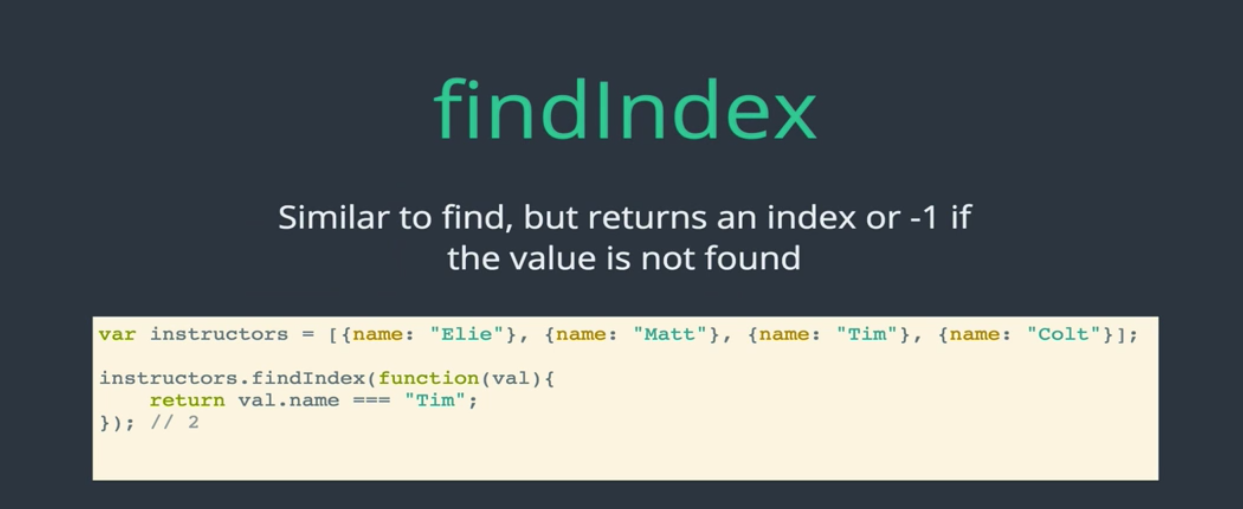 findIndex
Similar to find, but returns an index or -1 if
the value is not found
var instructors = [{name: "Elie"}, {name: "Matt"}, {name: "Tim"}, {name: "Colt"}];
instructors.findIndex(function(val){
    return val.name === "Tim";
}); // 2